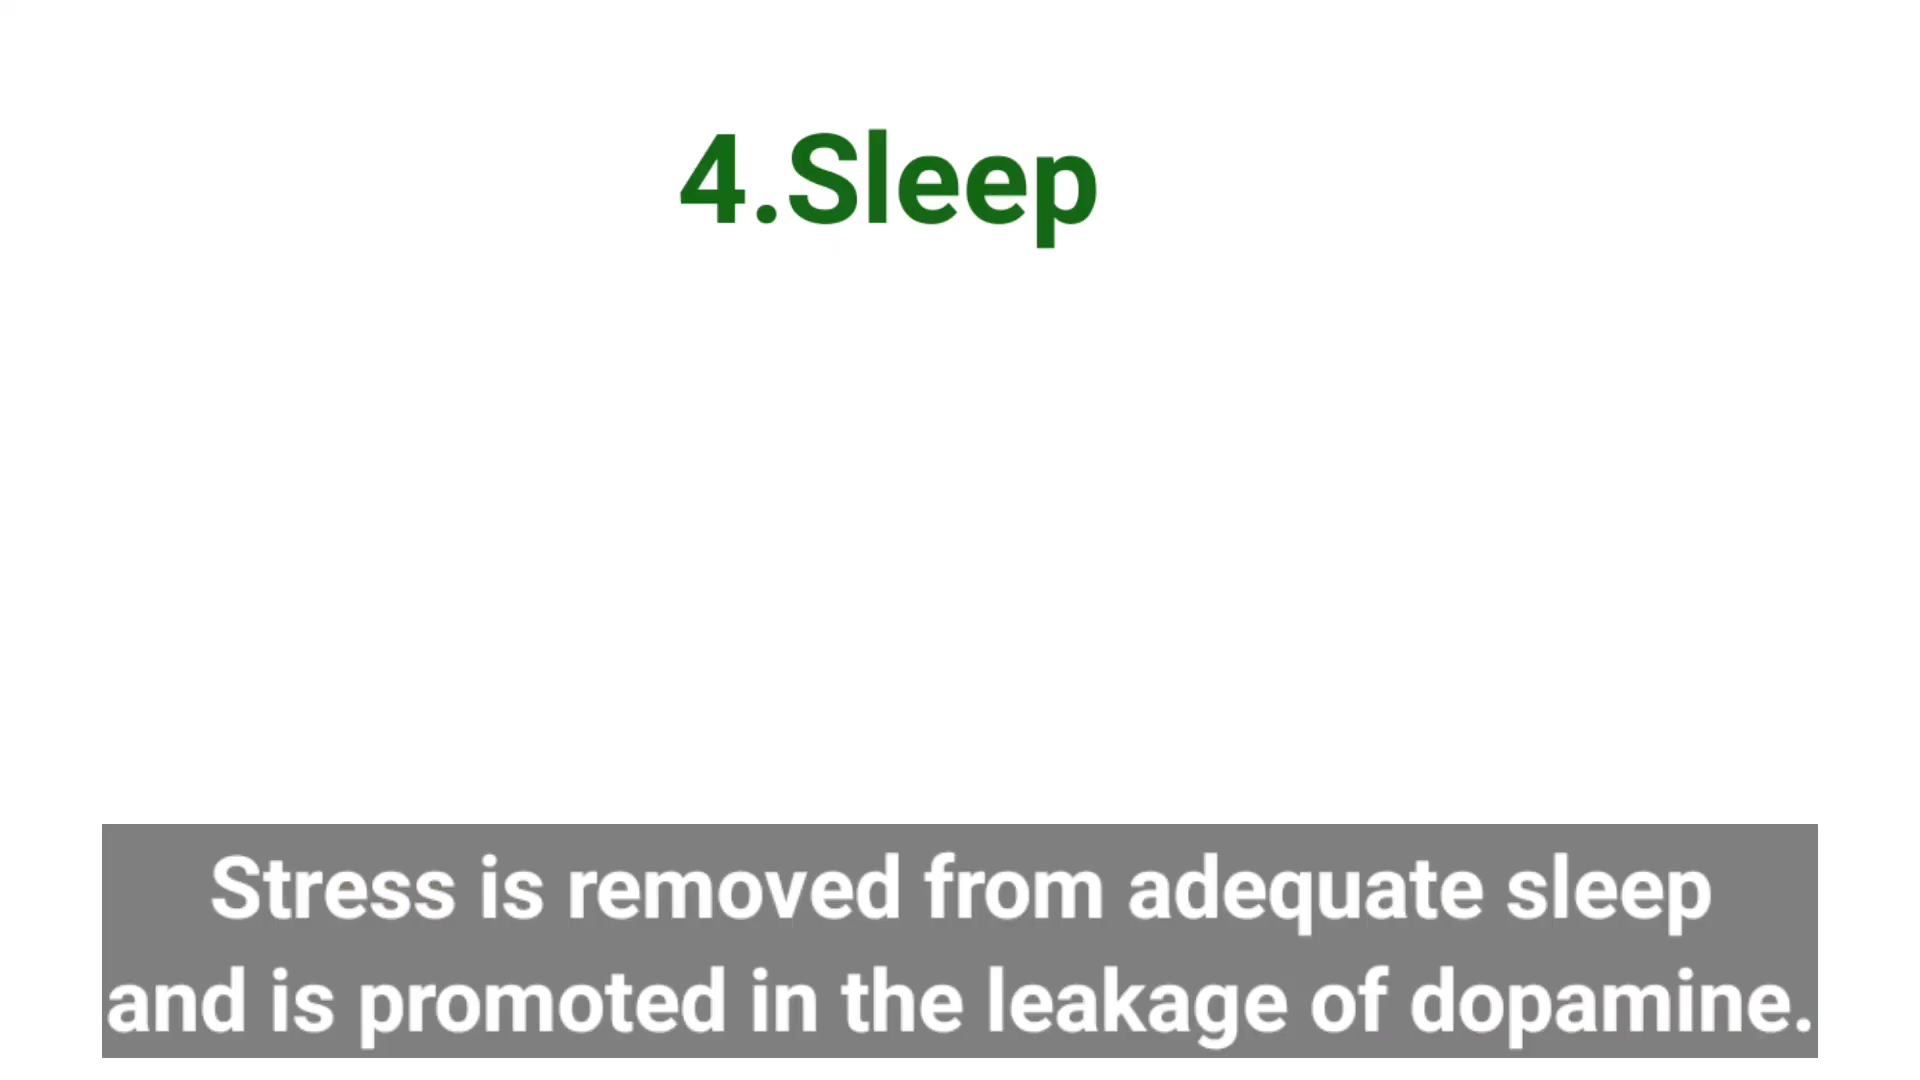 4.Sleep
Stress is removed from adequate sleep
and is promoted in the leakage of dopamine.